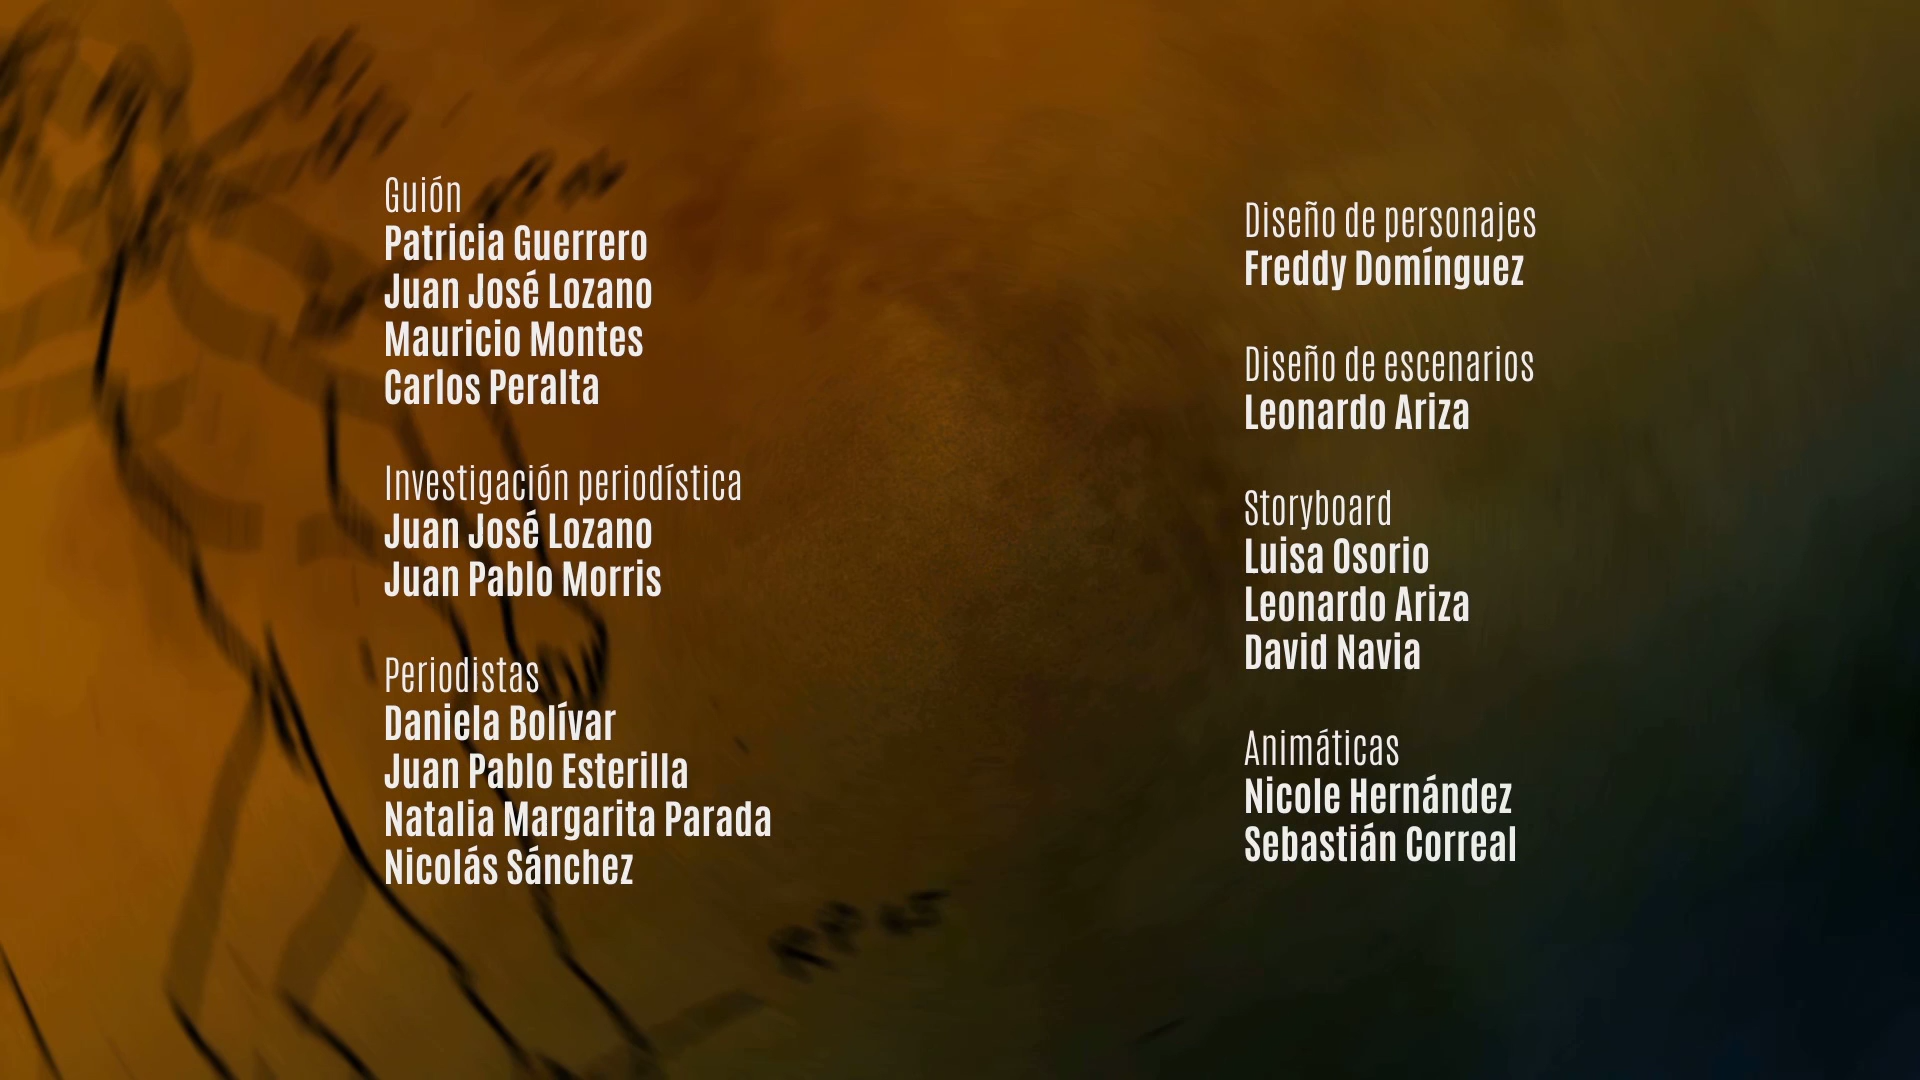 Guión
Patricia Guerrero
Juan José Lozano
Mauricio Montes
Carlos Peralta
Investigación periodística
Juan José Lozano
Juan Pablo Morris
Periodistas
Daniela Bolívar
Juan Pablo Esterilla
Natalia Margarita Parada
Nicolás Sánchez
Diseño de personajes
Freddy Domínguez
Diseño de escenarios
Leonardo Ariza
Storyboard
Luisa Osorio
Leonardo Ariza
David Navia
Animáticas
Nicole Hernández
Sebastián Correal